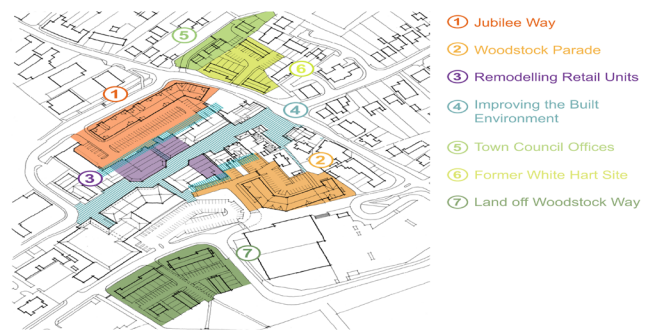 1 Jubilee Way
2 Woodstock Parade
3 Remodelling Retail Units
4 Improving the Built
Environment
5 Town Council Offices
6 Former White Hart Site
7 Land off Woodstock Way
5
6
1
4
2
3
7